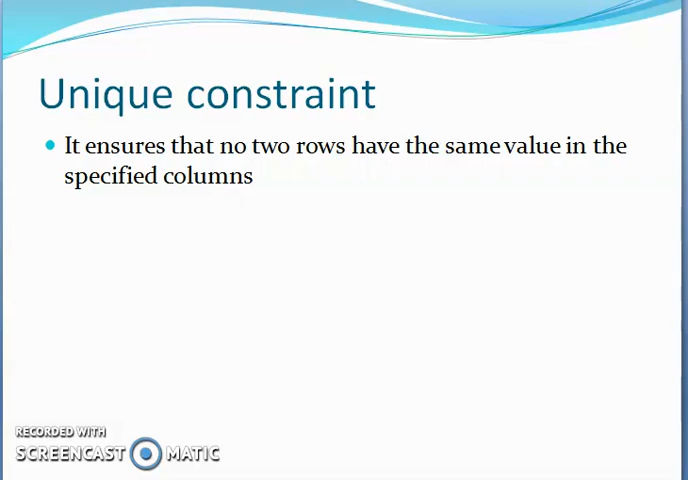 Unique constraint
It ensures that no two rows have the same value in the
specified columns
RECORDED WITH
SCREENCAST MATIC